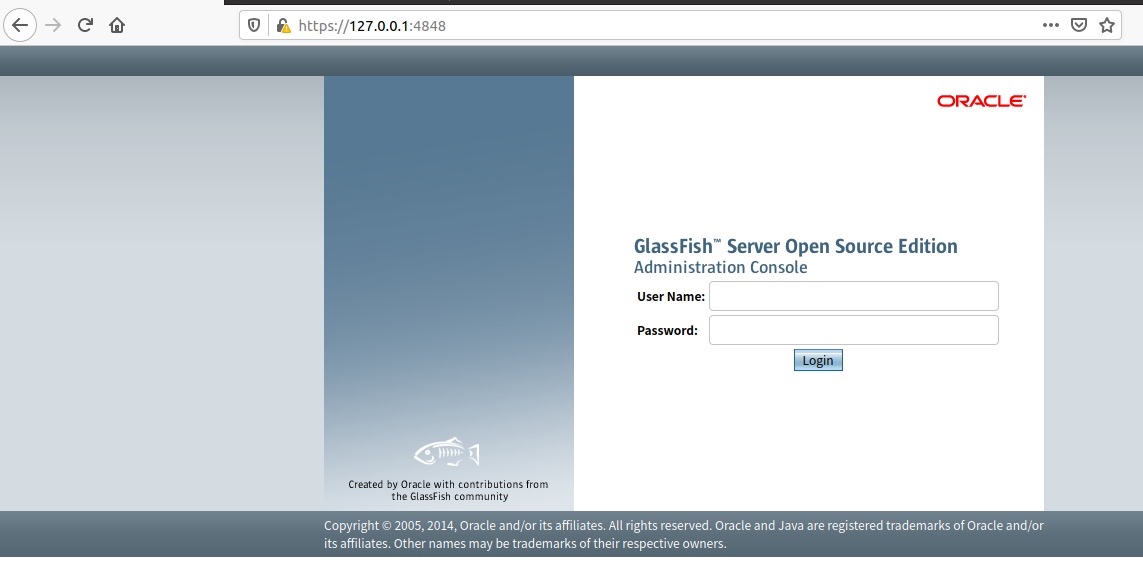 https://127.0.0.1:4848
ORACLE
GlassFish™ Server Open Source Edition
Administration Console
User Name:
Password:
Login
Created by Oracle with contributions from
the GlassFish community
Copyright © 2005, 2014, Oracle and/or its affiliates. All rights reserved. Oracle and Java are registered trademarks of Oracle and/or
its affiliates. Other names may be trademarks of their respective owners.